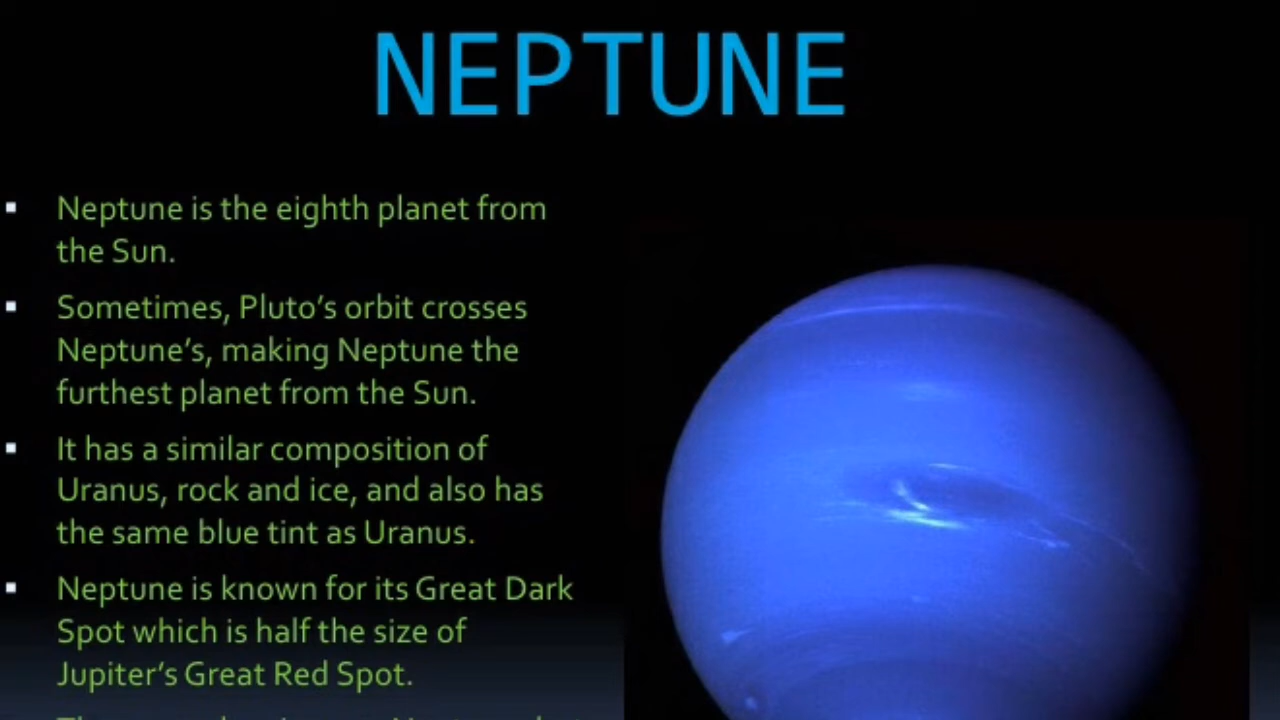 NEPTUNE
▪ Neptune is the eighth planet from
the Sun.
▪ Sometimes, Pluto’s orbit crosses
Neptune’s, making Neptune the
furthest planet from the Sun.
▪ It has a similar composition of
Uranus, rock and ice, and also has
the same blue tint as Uranus.
▪ Neptune is known for its Great Dark
Spot which is half the size of
Jupiter’s Great Red Spot.